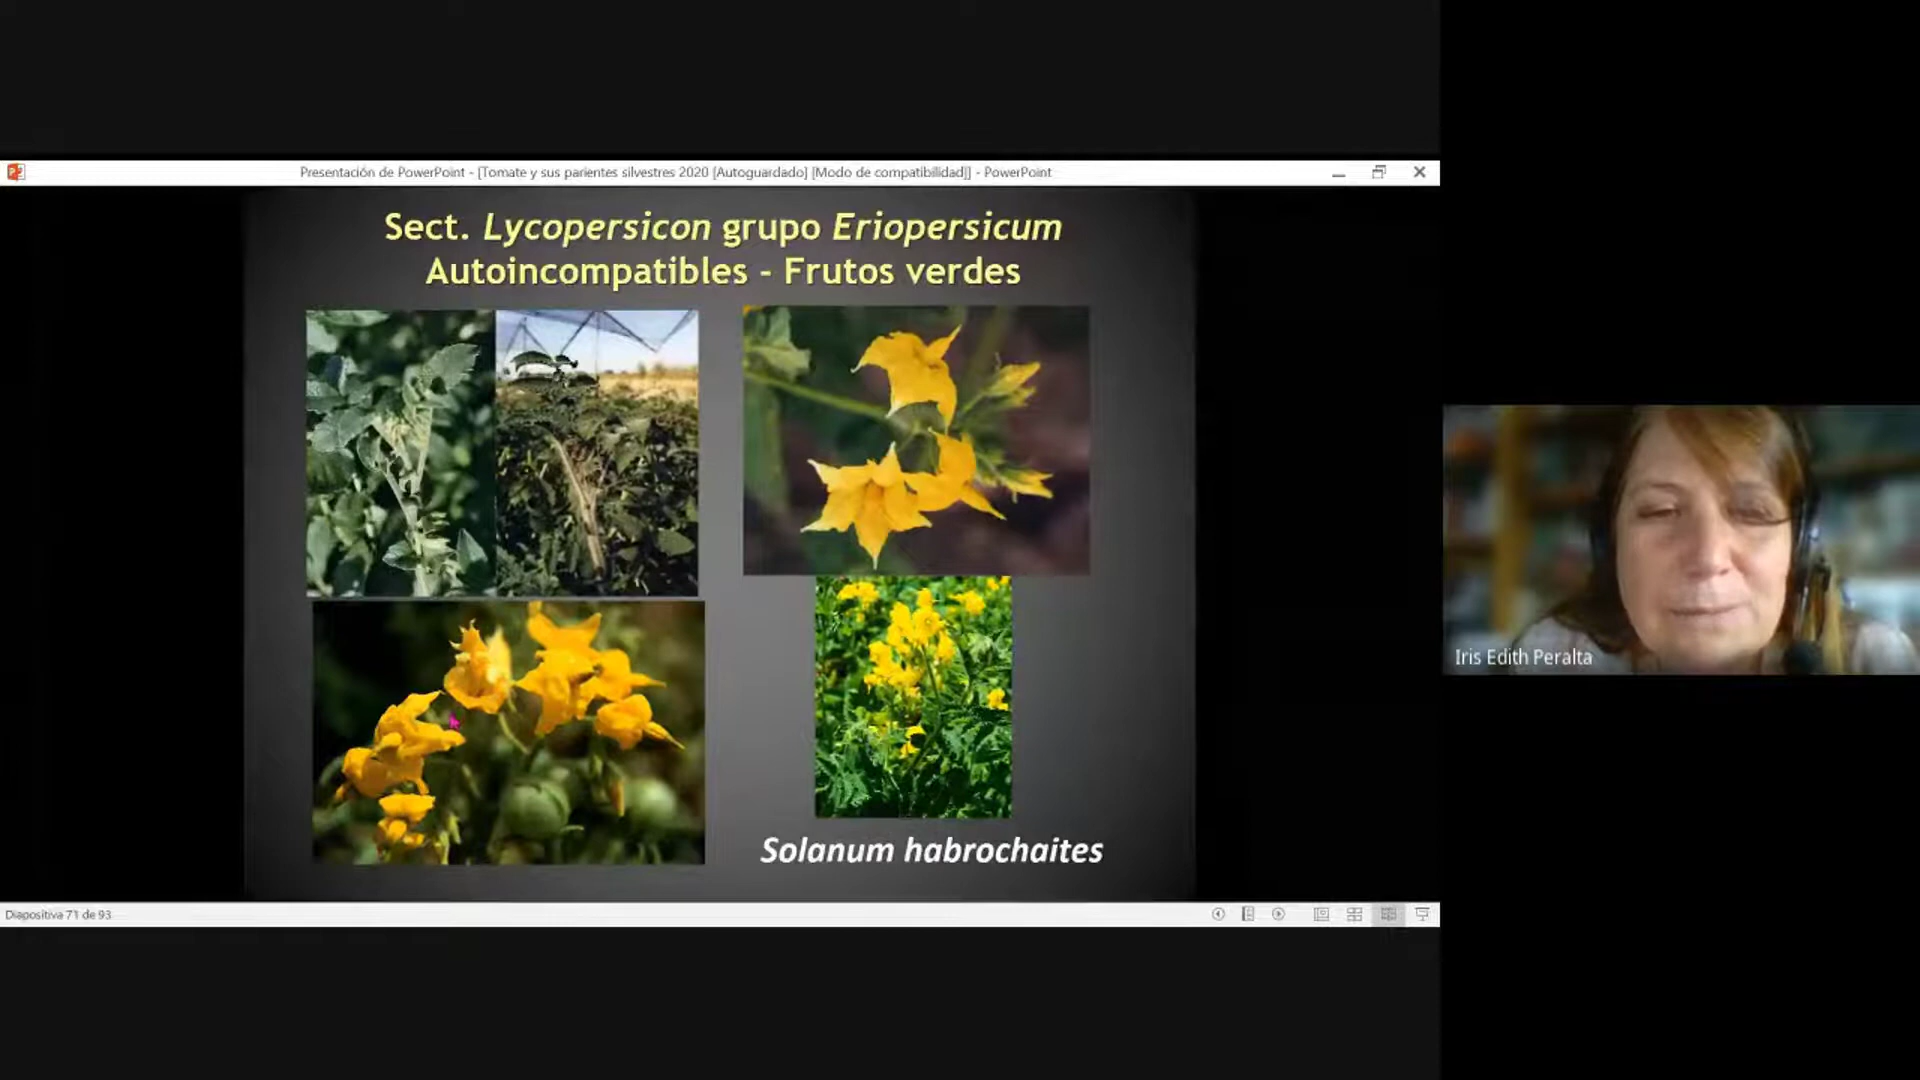 Presentación de PowerPoint - [Tomate y sus parientes silvestres 2020 [Autoguardado] [Modo de compatibilidad]] - PowerPoint
Sect. Lycopersicon grupo Eriopersicum
Autoincompatibles - Frutos verdes
Solanum habrochaites
Iris Edith Peralta
Diapositiva 71 de 93